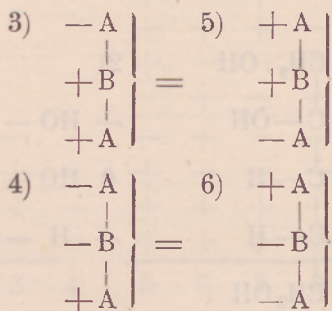 3) — A 5) + A
+ B = + B
+ A — A
4) — A 6) + A
— B = — B
+ A — A